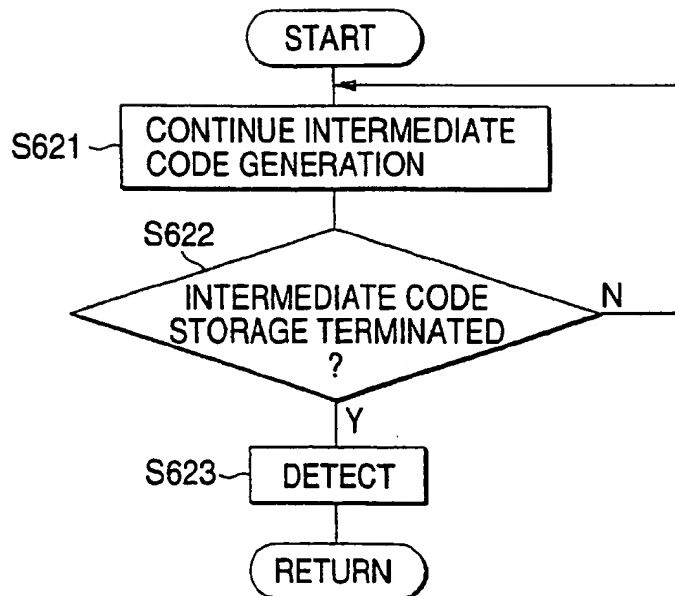 START
S621
CONTINUE INTERMEDIATE
CODE GENERATION
S622
INTERMEDIATE CODE
STORAGE TERMINATED
?
N
Y
S623
DETECT
RETURN